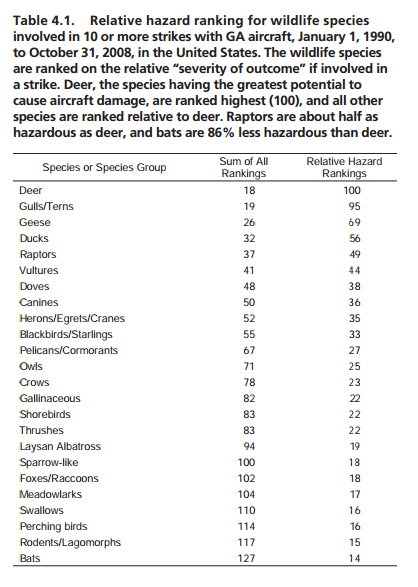 Table 4.1. Relative hazard ranking for wildlife species
involved in 10 or more strikes with GA aircraft, January 1, 1990,
to October 31, 2008, in the United States. The wildlife species
are ranked on the relative “severity of outcome” if involved in
a strike. Deer, the species having the greatest potential to
cause aircraft damage, are ranked highest (100), and all other
species are ranked relative to deer. Raptors are about half as
hazardous as deer, and bats are 86% less hazardous than deer.
Species or Species Group Sum of All Rankings Relative Hazard Rankings
Deer 18 100
Gulls/Terns 19 95
Geese 26 69
Ducks 32 56
Raptors 37 49
Vultures 41 44
Doves 48 38
Canines 50 36
Herons/Egrets/Cranes 52 35
Blackbirds/Starlings 55 33
Pelicans/Cormorants 67 27
Owls 71 25
Crows 78 23
Gallinaceous 82 22
Shorebirds 83 22
Thrushes 83 22
Laysan Albatross 94 19
Sparrow-like 100 18
Foxes/Raccoons 102 18
Meadowlarks 104 17
Swallows 110 16
Perching birds 114 16
Rodents/Lagomorphs 117 15
Bats 127 14